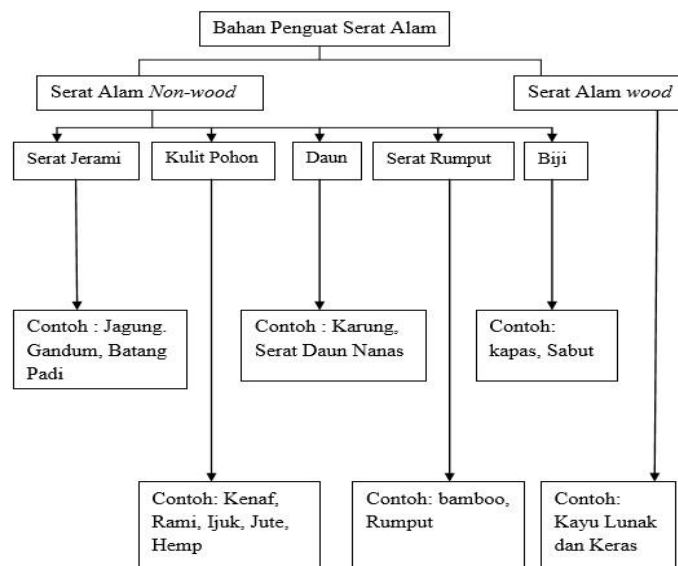 Bahan Penguat Serat Alam
Serat Alam Non-wood
Serat Alam wood
Serat Jerami
Kulit Pohon
Daun
Serat Rumput
Biji
Contoh : Jagung.
Gandum, Batang
Padi
Contoh : Karung,
Serat Daun Nanas
Contoh:
kapas, Sabut
Contoh: Kenaf,
Rami, Ijuk, Jute,
Hemp
Contoh: bamboo,
Rumput
Contoh:
Kayu Lunak
dan Keras